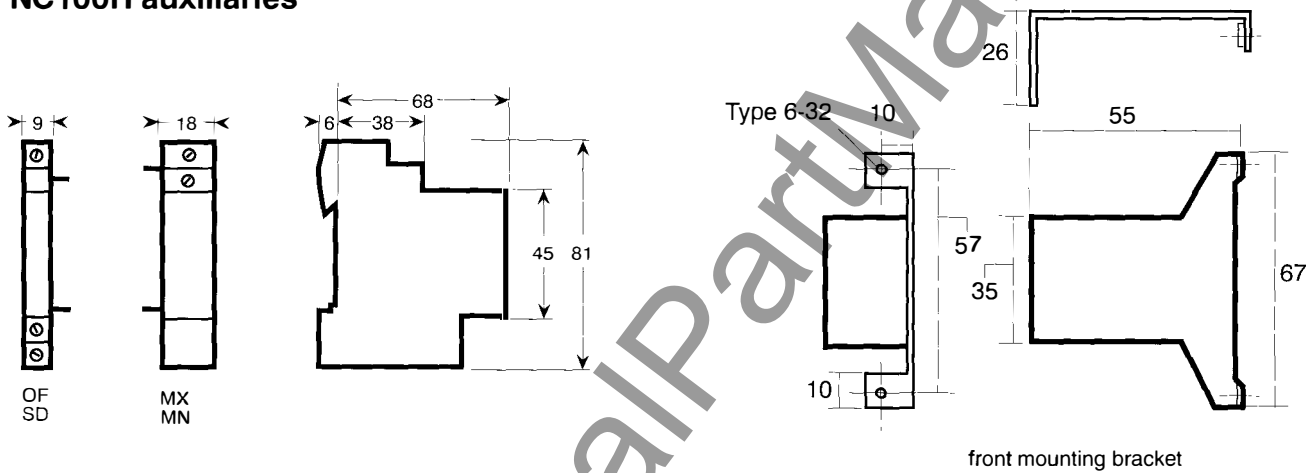 NC100H auxiliaries
26
68
Type 6-32
10
55
9
18
6
38
45
81
57
35
67
10
OF
SD
MX
MN
front mounting bracket